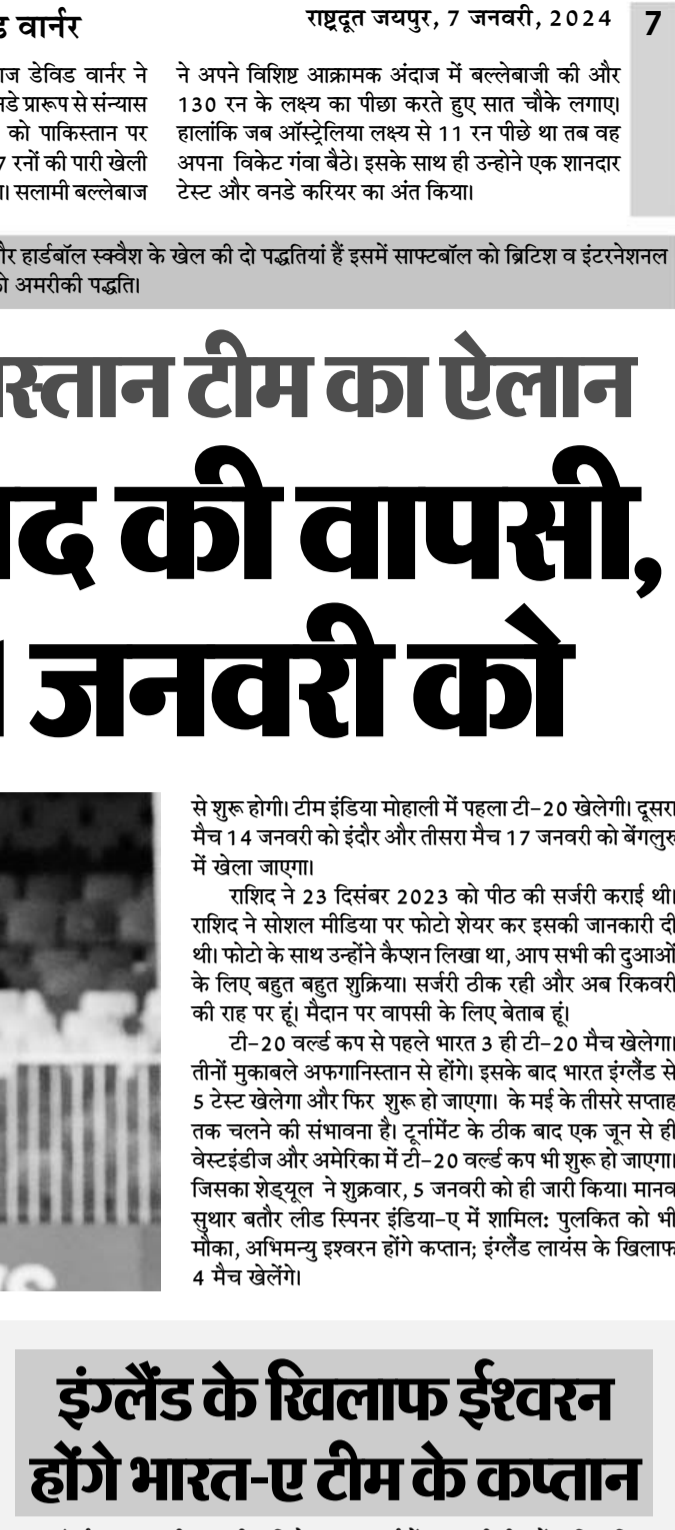 वार्नर
राष्ट्रदूत जयपुर, 7 जनवरी, 2024
7
डेविड वार्नर ने
प्रारूप से संन्यास
को पाकिस्तान पर
रनों की पारी खेली
सलामी बल्लेबाज
ने अपने विशिष्ट आक्रामक अंदाज में बल्लेबाजी की और
130 रन के लक्ष्य का पीछा करते हुए सात चौके लगाए।
हालांकि जब ऑस्ट्रेलिया लक्ष्य से 11 रन पीछे था तब वह
अपना विकेट गंवा बैठे। इसके साथ ही उन्होने एक शानदार
टेस्ट और वनडे करियर का अंत किया।
हार्डबॉल स्क्वैश के खेल की दो पद्धतियां हैं इसमें साफ्टबॉल को ब्रिटिश व इंटरनेशनल
अमरीकी पद्धति।
टीम का ऐलान
की वापसी,
जनवरी को
से शुरू होगी। टीम इंडिया मोहाली में पहला टी-20 खेलेगी। दूसरा
मैच 14 जनवरी को इंदौर और तीसरा मैच 17 जनवरी को बेंगलुरु
में खेला जाएगा।
राशिद ने 23 दिसंबर 2023 को पीठ की सर्जरी कराई थी।
राशिद ने सोशल मीडिया पर फोटो शेयर कर इसकी जानकारी दी
थी। फोटो के साथ उन्होंने कैप्शन लिखा था, आप सभी की दुआओं
के लिए बहुत बहुत शुक्रिया। सर्जरी ठीक रही और अब रिकवरी
की राह पर हूं। मैदान पर वापसी के लिए बेताब हूं।
टी-20 वर्ल्ड कप से पहले भारत 3 ही टी-20 मैच खेलेगा।
तीनों मुकाबले अफगानिस्तान से होंगे। इसके बाद भारत इंग्लैंड से
5 टेस्ट खेलेगा और फिर शुरू हो जाएगा। के मई के तीसरे सप्ताह
तक चलने की संभावना है। टूर्नामेंट के ठीक बाद एक जून से ही
वेस्टइंडीज और अमेरिका में टी-20 वर्ल्ड कप भी शुरू हो जाएगा।
जिसका शेड्यूल ने शुक्रवार, 5 जनवरी को ही जारी किया। मानव
सुथार बतौर लीड स्पिनर इंडिया-ए में शामिल: पुलकित को भी
मौका, अभिमन्यु इश्वरन होंगे कप्तान; इंग्लैंड लायंस के खिलाफ
4 मैच खेलेंगे।
इंग्लैंड के खिलाफ ईश्वरन
होंगे भारत-ए टीम के कप्तान